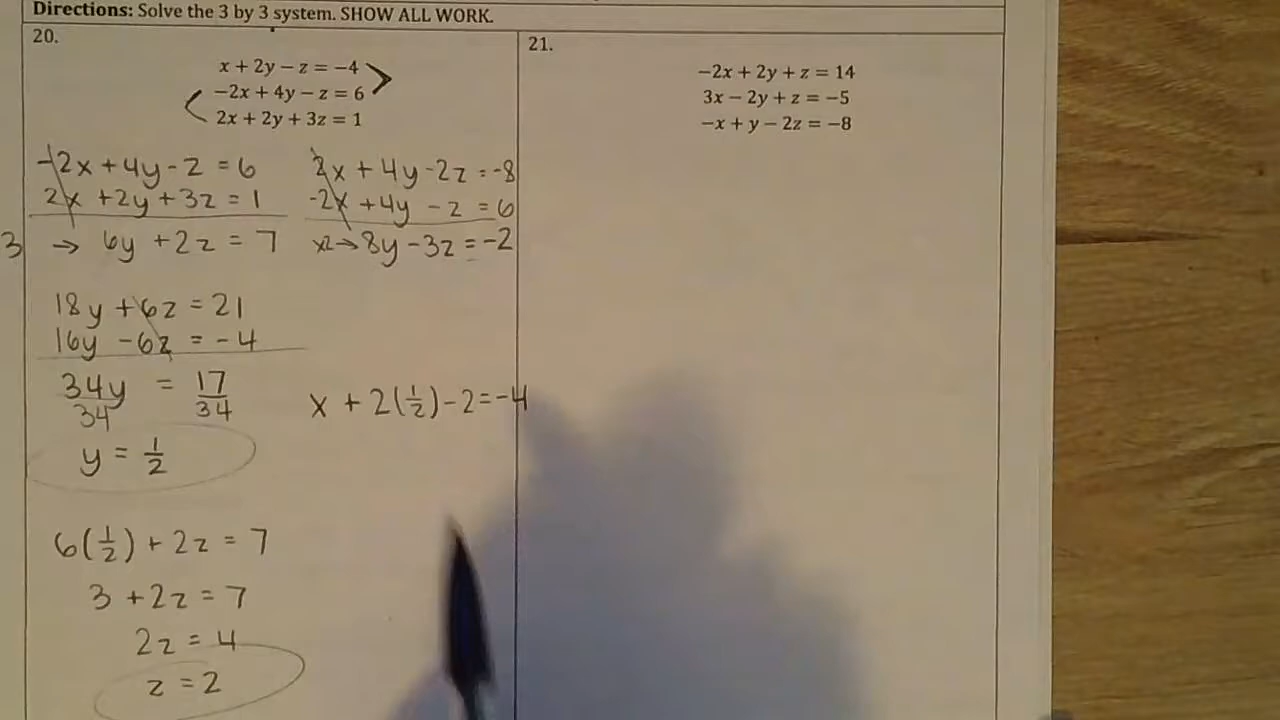 Directions: Solve the 3 by 3 system. SHOW ALL WORK.
20.
x + 2y − z = −4
−2x + 4y − z = 6
2x + 2y + 3z = 1
-2x + 4y - z = 6
2x + 2y + 3z = 1
3 → 6y + 2z = 7
2x + 4y - 2z = -8
-2x + 4y - z = 6
x2 → 8y - 3z = -2
18y + 6z = 21
16y - 6z = -4
34y = 17
34 34
y = 1/2
x + 2(1/2) - 2 = -4
6(1/2) + 2z = 7
3 + 2z = 7
2z = 4
z = 2
21.
−2x + 2y + z = 14
3x − 2y + z = −5
−x + y − 2z = −8